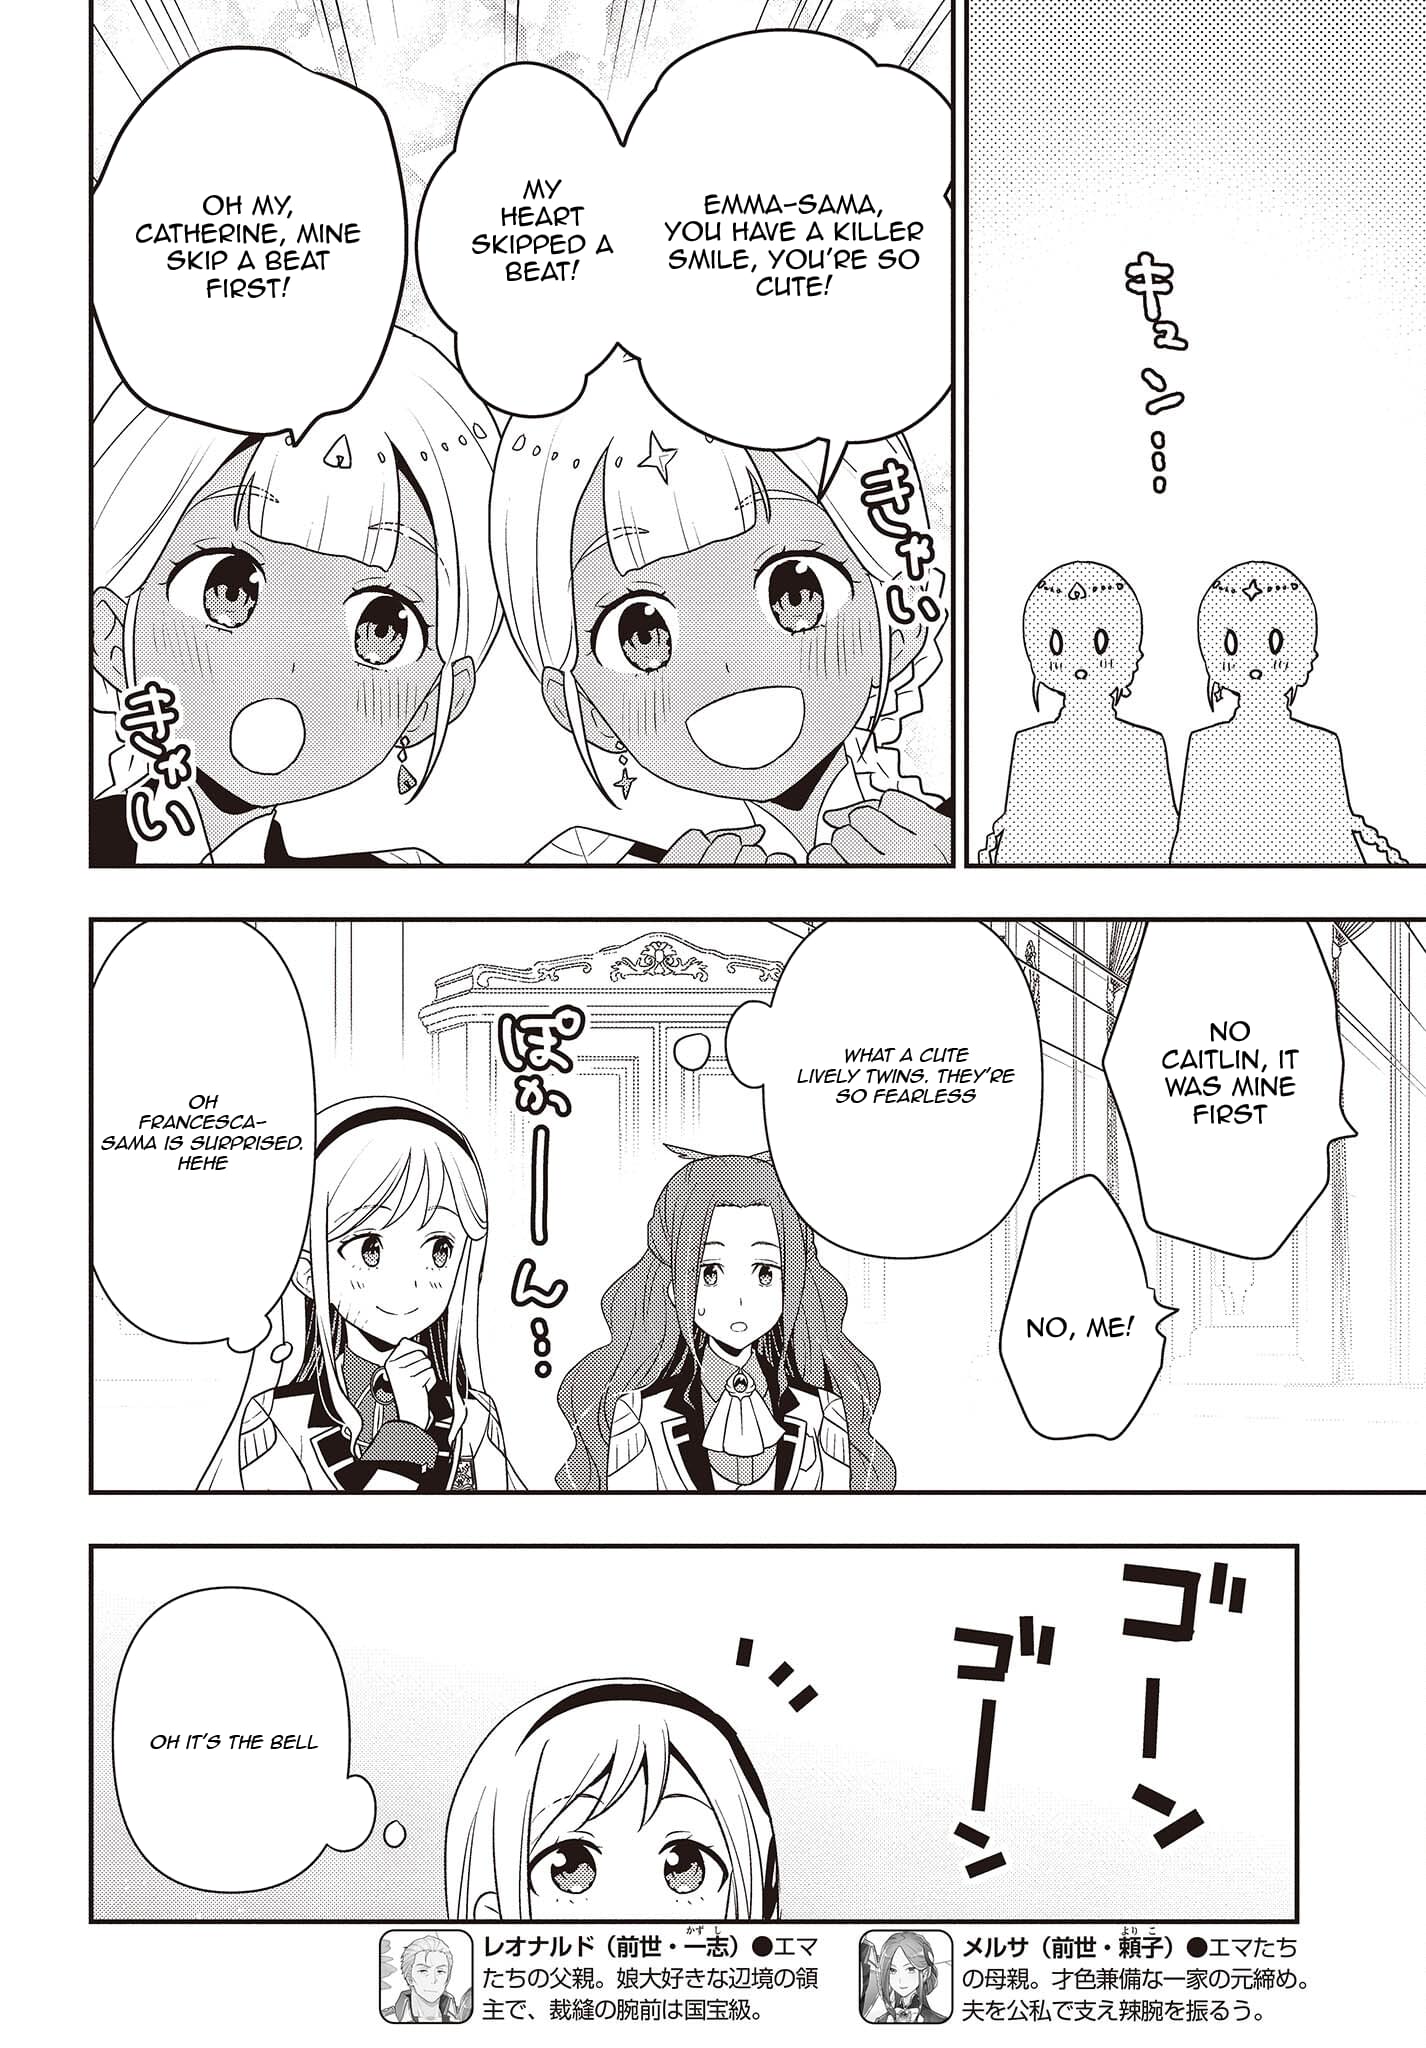 キュン…
EMMA-SAMA,
YOU HAVE A KILLER
SMILE, YOU'RE SO
CUTE!
MY
HEART
SKIPPED A
BEAT!
OH MY,
CATHERINE, MINE
SKIP A BEAT
FIRST!
きゃい
きゃい
NO
CAITLIN, IT
WAS MINE
FIRST
NO, ME!
WHAT A CUTE
LIVELY TWINS. THEY'RE
SO FEARLESS
ぽかーん…
OH
FRANCESCA-
SAMA IS SURPRISED.
HEHE
ゴーン
ゴーン
OH IT'S THE BELL
メルサ（前世・頼子）●エマたち
よりこ
の母親。才色兼備な一家の元締め。
夫を公私で支え辣腕を振るう。
レオナルド（前世・一志）●エマ
かずし
たちの父親。娘大好きな辺境の領
主で、裁縫の腕前は国宝級。